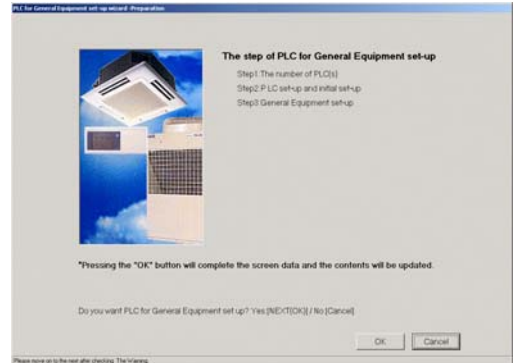 PLC for General Equipment set-up wizard -Preparation
The step of PLC for General Equipment set-up
Step1.The number of PLC(s)
Step2.P LC set-up and initial set-up
Step3.General Equipment set-up
"Pressing the "OK" button will complete the screen data and the contents will be updated.
Do you want PLC for General Equipment set up? Yes:[NEXT(OK)] / No:[Cancel]
OK
Cancel
Please move on to the next after checking. The Warning.